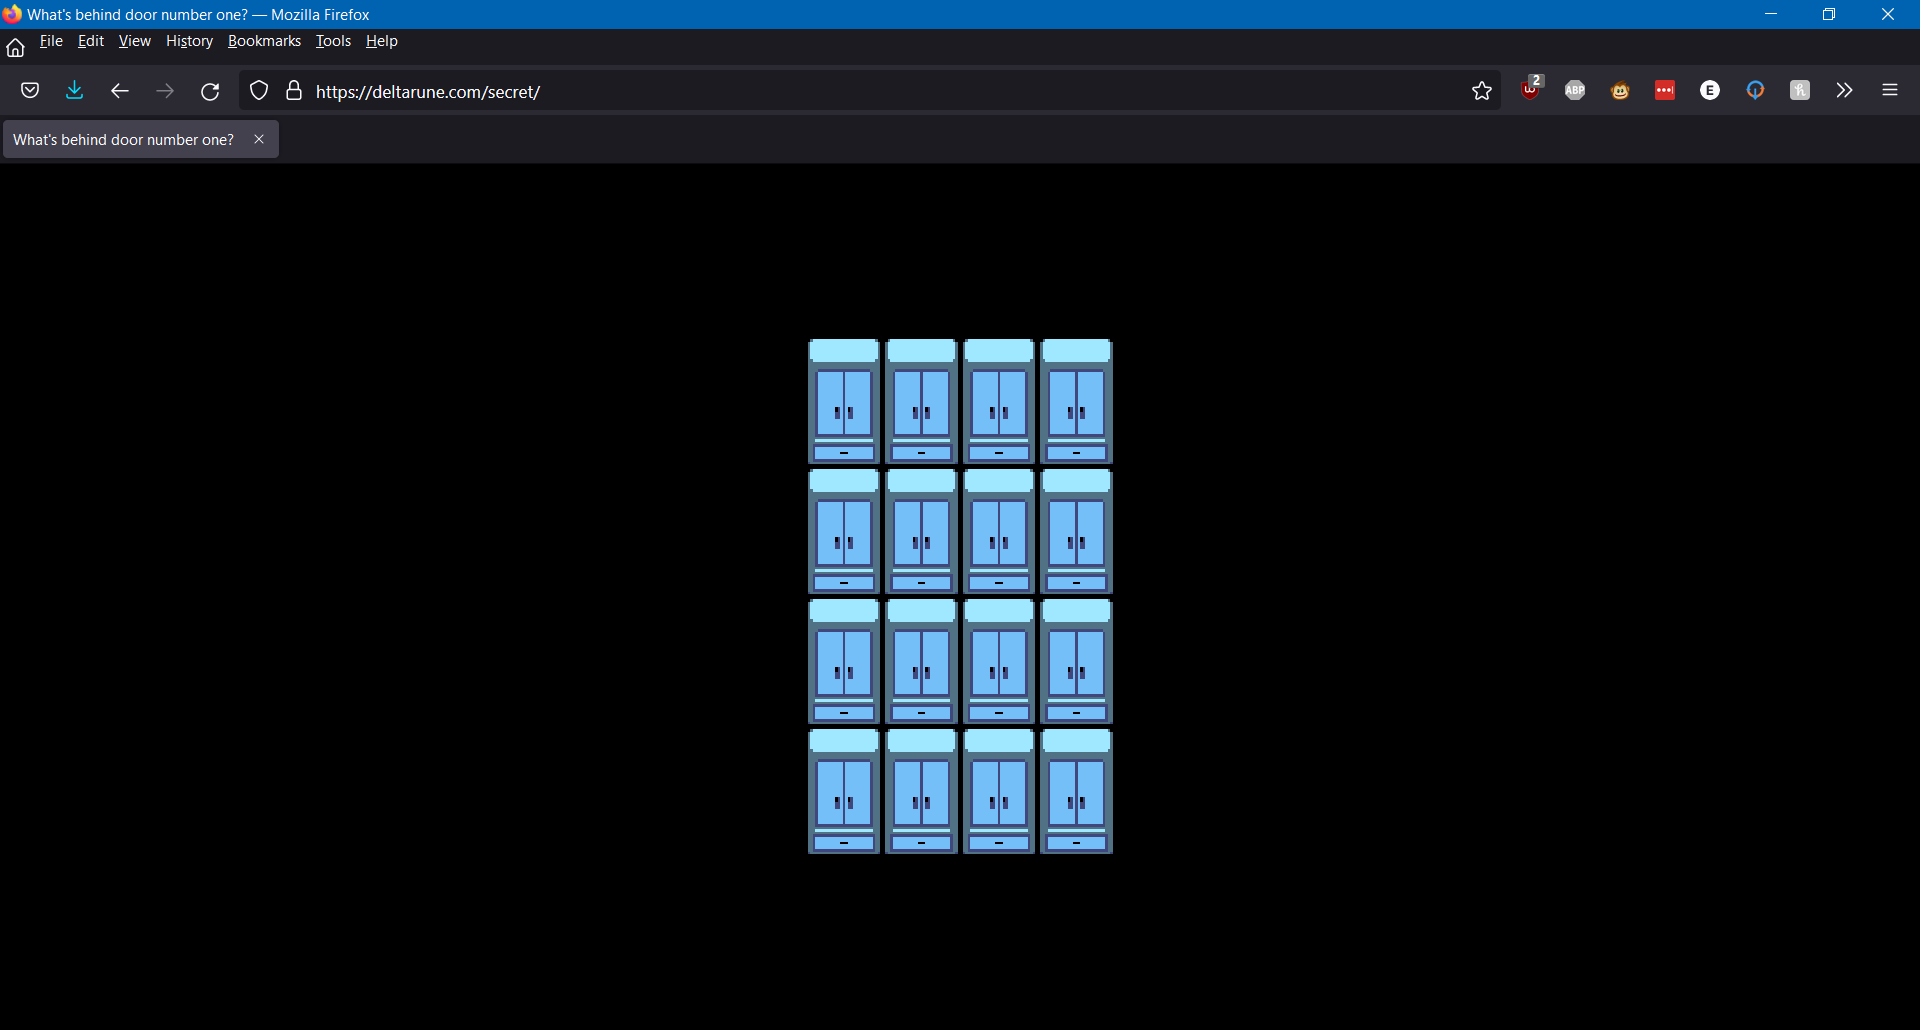 What's behind door number one? — Mozilla Firefox
File Edit View History Bookmarks Tools Help
https://deltarune.com/secret/
2
ABP
E
What's behind door number one?